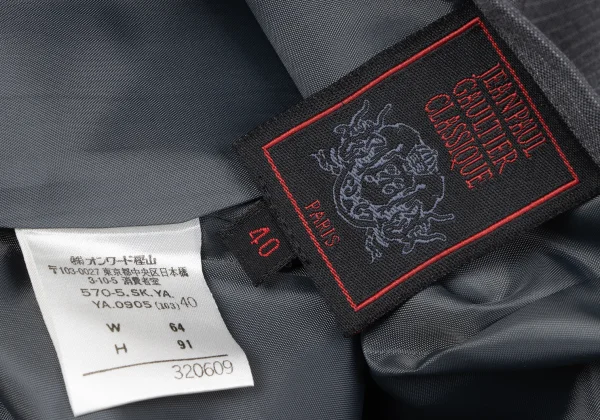 JEAN PAUL
GAULTIER
CLASSIQUE
PARIS
40
㈱オンワード樫山
〒103-0027 東京都中央区日本橋
3-10-5 消費者室
570-5.SK.YA.
YA.0905 (163) 40
W 64
H 91
320609